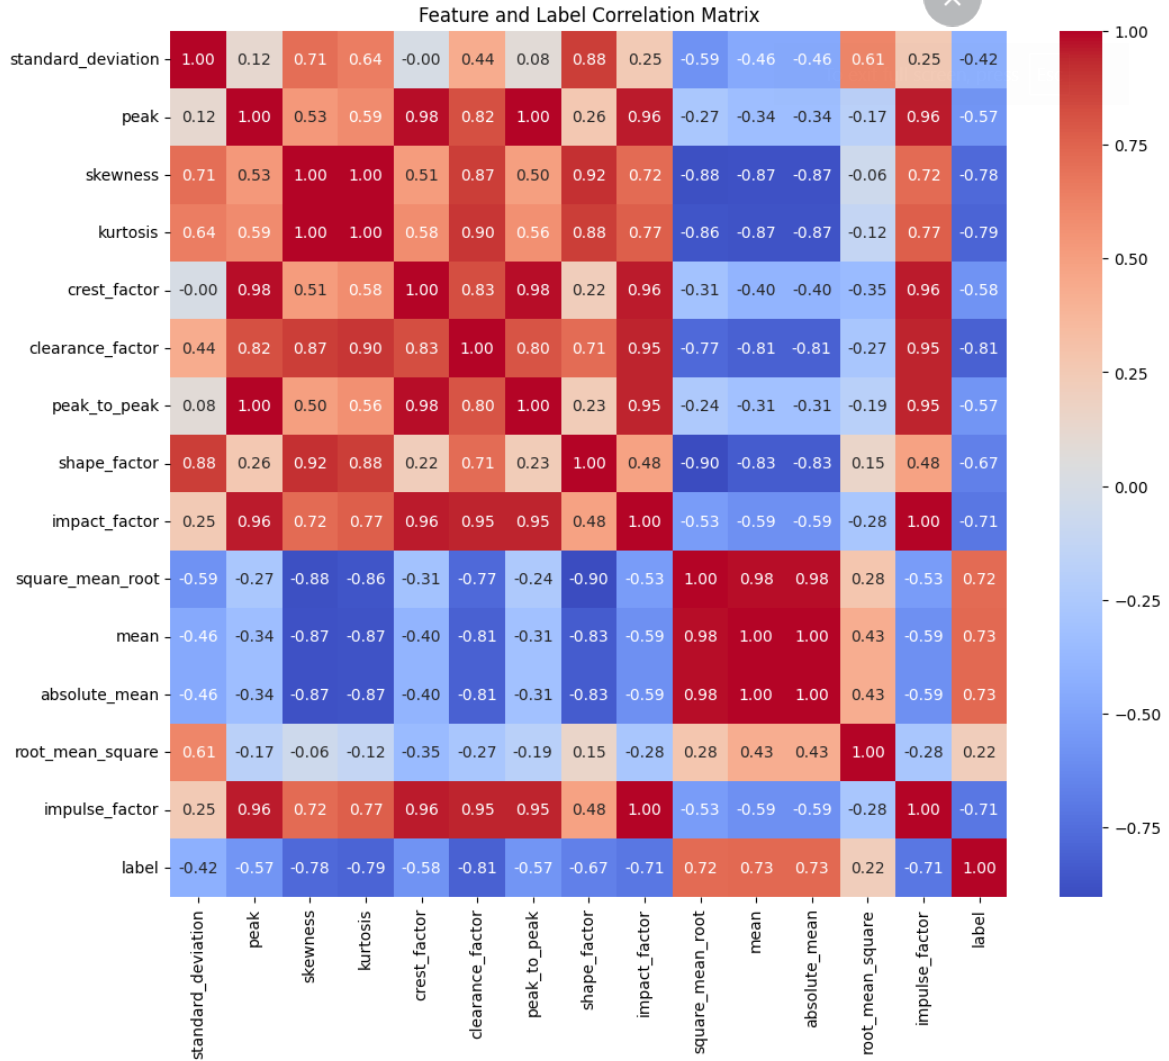 Feature and Label Correlation Matrix
standard_deviation 1.00 0.12 0.71 0.64 -0.00 0.44 0.08 0.88 0.25 -0.59 -0.46 -0.46 0.61 0.25 -0.42
peak 0.12 1.00 0.53 0.59 0.98 0.82 1.00 0.26 0.96 -0.27 -0.34 -0.34 -0.17 0.96 -0.57
skewness 0.71 0.53 1.00 1.00 0.51 0.87 0.50 0.92 0.72 -0.88 -0.87 -0.87 -0.06 0.72 -0.78
kurtosis 0.64 0.59 1.00 1.00 0.58 0.90 0.56 0.88 0.77 -0.86 -0.87 -0.87 -0.12 0.77 -0.79
crest_factor -0.00 0.98 0.51 0.58 1.00 0.83 0.98 0.22 0.96 -0.31 -0.40 -0.40 -0.35 0.96 -0.58
clearance_factor 0.44 0.82 0.87 0.90 0.83 1.00 0.80 0.71 0.95 -0.77 -0.81 -0.81 -0.27 0.95 -0.81
peak_to_peak 0.08 1.00 0.50 0.56 0.98 0.80 1.00 0.23 0.95 -0.24 -0.31 -0.31 -0.19 0.95 -0.57
shape_factor 0.88 0.26 0.92 0.88 0.22 0.71 0.23 1.00 0.48 -0.90 -0.83 -0.83 0.15 0.48 -0.67
impact_factor 0.25 0.96 0.72 0.77 0.96 0.95 0.95 0.48 1.00 -0.53 -0.59 -0.59 -0.28 1.00 -0.71
square_mean_root -0.59 -0.27 -0.88 -0.86 -0.31 -0.77 -0.24 -0.90 -0.53 1.00 0.98 0.98 0.28 -0.53 0.72
mean -0.46 -0.34 -0.87 -0.87 -0.40 -0.81 -0.31 -0.83 -0.59 0.98 1.00 1.00 0.43 -0.59 0.73
absolute_mean -0.46 -0.34 -0.87 -0.87 -0.40 -0.81 -0.31 -0.83 -0.59 0.98 1.00 1.00 0.43 -0.59 0.73
root_mean_square 0.61 -0.17 -0.06 -0.12 -0.35 -0.27 -0.19 0.15 -0.28 0.28 0.43 0.43 1.00 -0.28 0.22
impulse_factor 0.25 0.96 0.72 0.77 0.96 0.95 0.95 0.48 1.00 -0.53 -0.59 -0.59 -0.28 1.00 -0.71
label -0.42 -0.57 -0.78 -0.79 -0.58 -0.81 -0.57 -0.67 -0.71 0.72 0.73 0.73 0.22 -0.71 1.00
standard_deviation
peak
skewness
kurtosis
crest_factor
clearance_factor
peak_to_peak
shape_factor
impact_factor
square_mean_root
mean
absolute_mean
root_mean_square
impulse_factor
label
1.00
0.75
0.50
0.25
0.00
−0.25
−0.50
−0.75